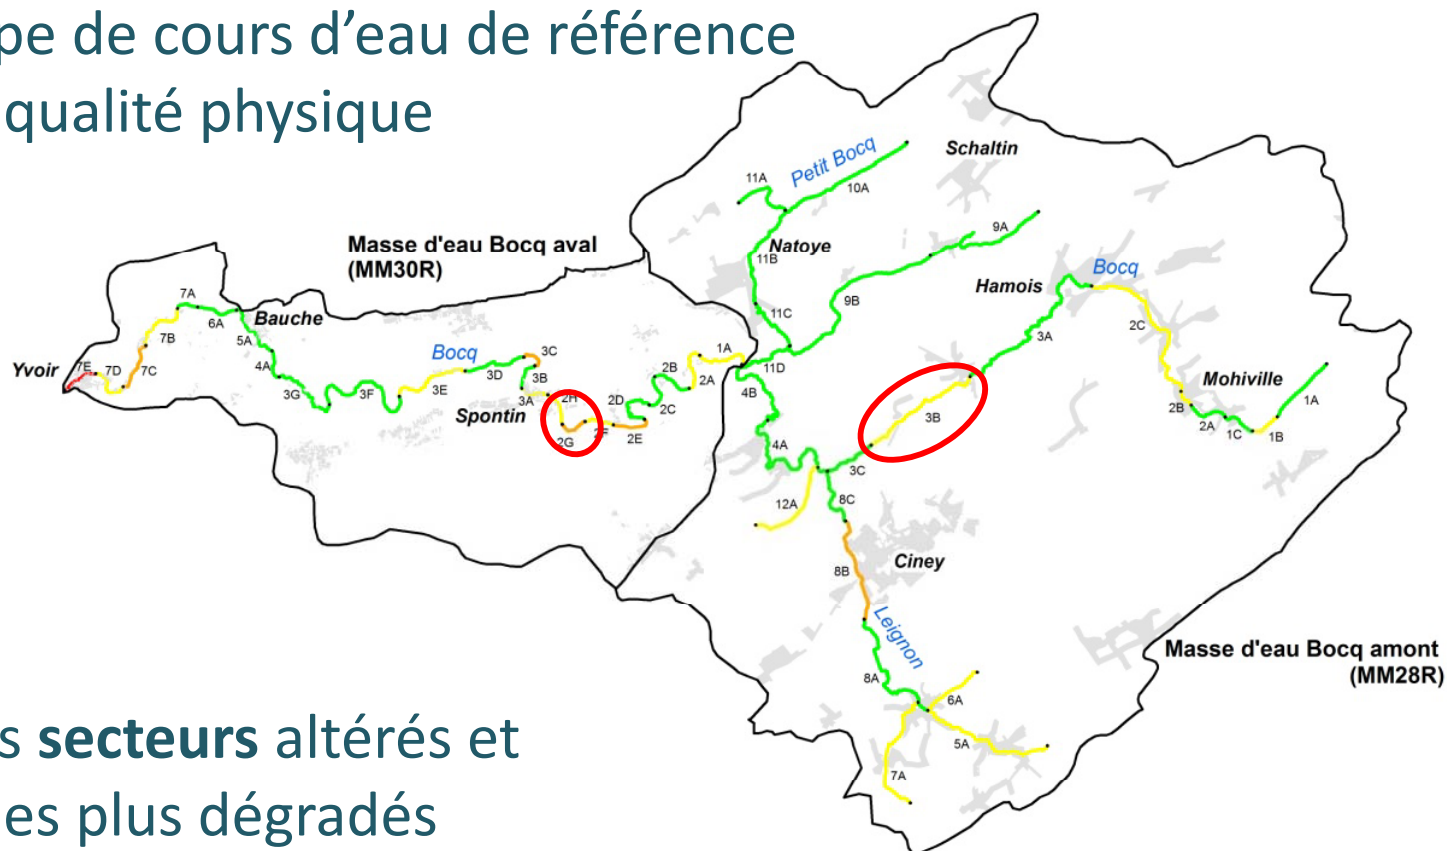 pe de cours d’eau de référence
qualité physique
Schaltin
Petit Bocq
11A
10A
Masse d'eau Bocq aval
(MM30R)
Natoye
11B
9A
Hamois
Bocq
7A
6A
Bauche
11C
9B
2C
5A
7B
3A
Yvoir
7E
7D
7C
4A
Bocq
3C
3D
3B
1A
2B
2A
11D
4B
Mohiville
1A
3G
3F
3E
3A
2H
2D
2C
3B
2B
2A
1C
1B
Spontin
2G
2F
2E
4A
3C
12A
8C
Ciney
8B
Leignon
Masse d'eau Bocq amont
(MM28R)
8A
6A
5A
7A
s secteurs altérés et
es plus dégradés